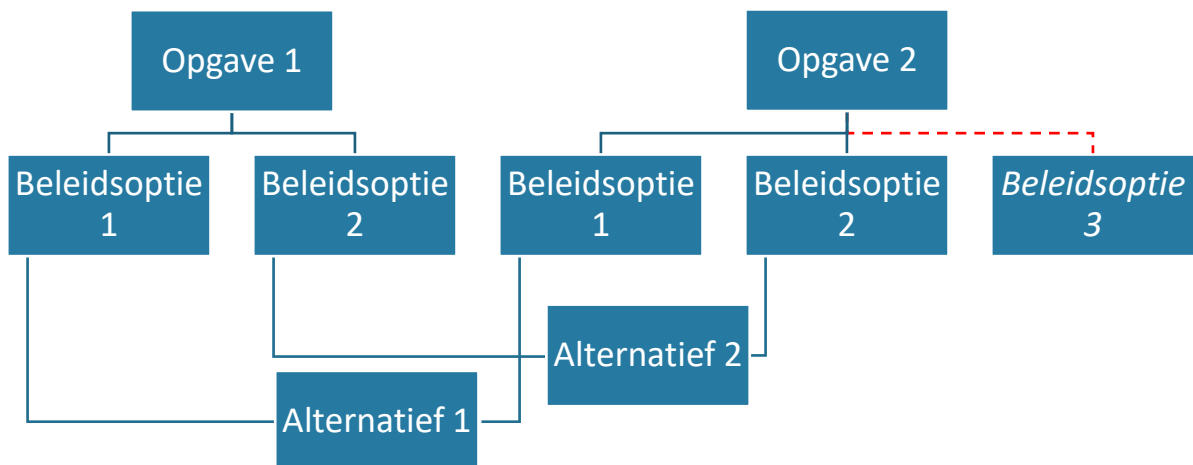 Opgave 1
Opgave 2
Beleidsoptie
1
Beleidsoptie
2
Beleidsoptie
1
Beleidsoptie
2
Beleidsoptie
3
Alternatief 2
Alternatief 1